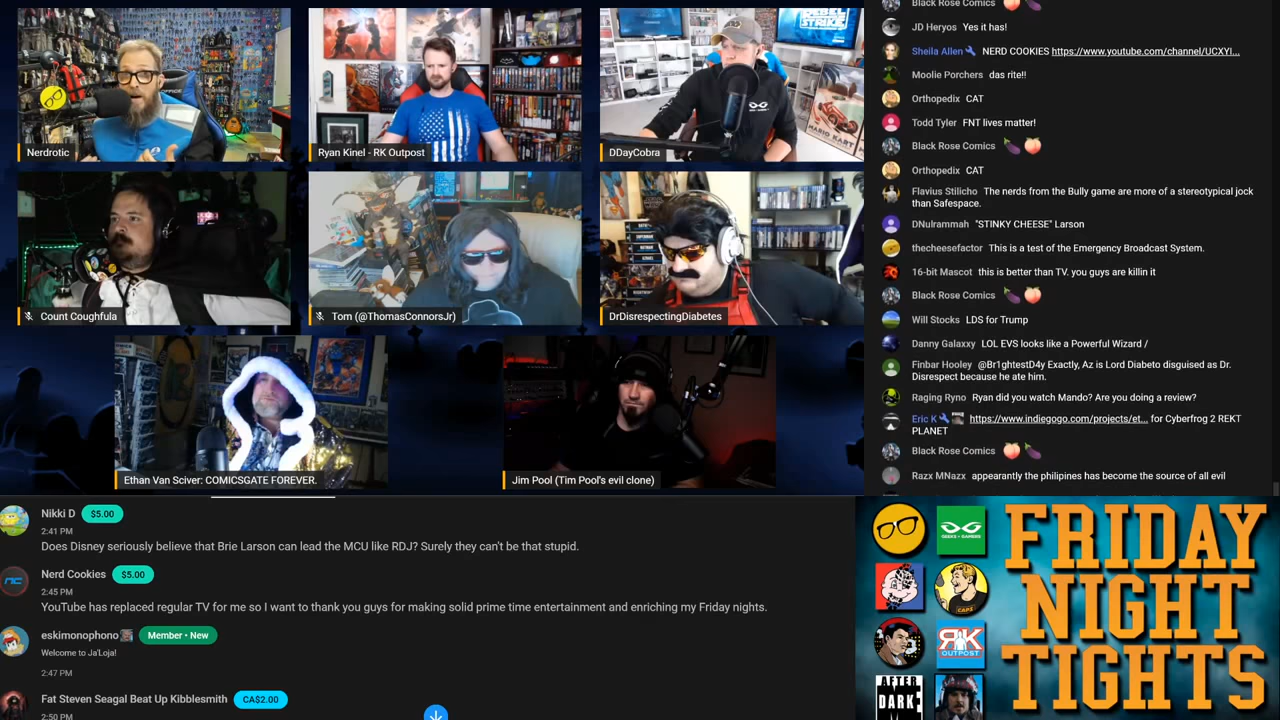 REBEL
STRIKE
OFFICE
MARIO KART
Nerdrotic
Ryan Kinel - RK Outpost
DDayCobra
Count Coughfula
Tom (@ThomasConnorsJr)
DrDisrespectingDiabetes
Ethan Van Sciver: COMICSGATE FOREVER.
Jim Pool (Tim Pool's evil clone)
Black Rose Comics 🍑🍆
JD Heryos Yes it has!
Sheila Allen NERD COOKIES https://www.youtube.com/channel/UCXYI...
Moolie Porchers das rite!!
Orthopedix CAT
Todd Tyler FNT lives matter!
Black Rose Comics 🍆🍑
Orthopedix CAT
Flavius Stilicho The nerds from the Bully game are more of a stereotypical jock
than Safespace.
DNulrammah "STINKY CHEESE" Larson
thecheesefactor This is a test of the Emergency Broadcast System.
16-bit Mascot this is better than TV. you guys are killin it
Black Rose Comics 🍆🍑
Will Stocks LDS for Trump
Danny Galaxxy LOL EVS looks like a Powerful Wizard /
Finbar Hooley @Br1ghtestD4y Exactly, Az is Lord Diabeto disguised as Dr.
Disrespect because he ate him.
Raging Ryno Ryan did you watch Mando? Are you doing a review?
Eric K https://www.indiegogo.com/projects/et... for Cyberfrog 2 REKT
PLANET
Black Rose Comics 🍑🍆
Razx MNazx appearantly the philipines has become the source of all evil
Nikki D $5.00
2:41 PM
Does Disney seriously believe that Brie Larson can lead the MCU like RDJ? Surely they can't be that stupid.
Nerd Cookies $5.00
2:45 PM
YouTube has replaced regular TV for me so I want to thank you guys for making solid prime time entertainment and enriching my Friday nights.
eskimonophono Member • New
Welcome to Ja'Loja!
2:47 PM
Fat Steven Seagal Beat Up Kibblesmith CA$2.00
2:50 PM
GEEKS + GAMERS
CAPS
RK
OUTPOST
AFTER
DARK
FRIDAY
NIGHT
TIGHTS